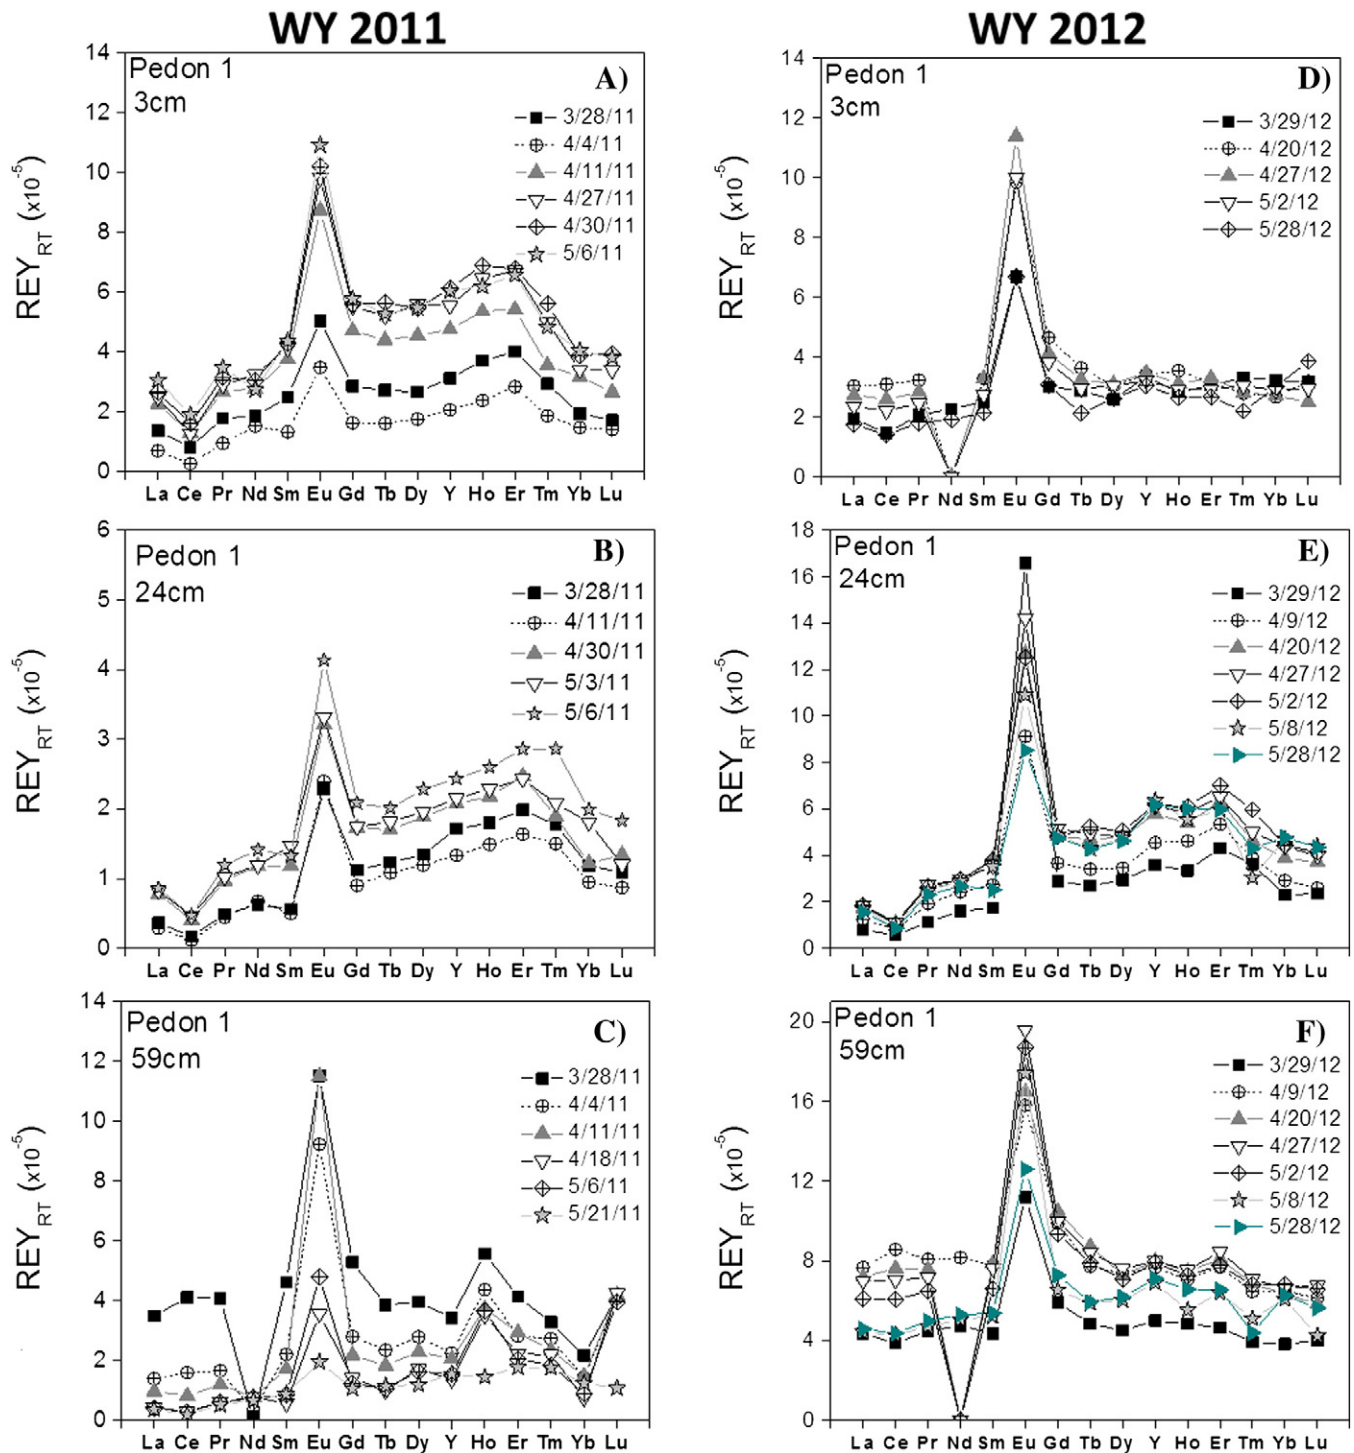 WY 2011
WY 2012
Pedon 1
3cm
A)
3/28/11
4/4/11
4/11/11
4/27/11
4/30/11
5/6/11
REY_RT (x10^-5)
14
12
10
8
6
4
2
0
La Ce Pr Nd Sm Eu Gd Tb Dy Y Ho Er Tm Yb Lu
Pedon 1
3cm
D)
3/29/12
4/20/12
4/27/12
5/2/12
5/28/12
REY_RT (x10^-5)
14
12
10
8
6
4
2
0
La Ce Pr Nd Sm Eu Gd Tb Dy Y Ho Er Tm Yb Lu
Pedon 1
24cm
B)
3/28/11
4/11/11
4/30/11
5/3/11
5/6/11
REY_RT (x10^-5)
6
5
4
3
2
1
0
La Ce Pr Nd Sm Eu Gd Tb Dy Y Ho Er Tm Yb Lu
Pedon 1
24cm
E)
3/29/12
4/9/12
4/20/12
4/27/12
5/2/12
5/8/12
5/28/12
REY_RT (x10^-5)
18
16
14
12
10
8
6
4
2
0
La Ce Pr Nd Sm Eu Gd Tb Dy Y Ho Er Tm Yb Lu
Pedon 1
59cm
C)
3/28/11
4/4/11
4/11/11
4/18/11
5/6/11
5/21/11
REY_RT (x10^-5)
14
12
10
8
6
4
2
0
La Ce Pr Nd Sm Eu Gd Tb Dy Y Ho Er Tm Yb Lu
Pedon 1
59cm
F)
3/29/12
4/9/12
4/20/12
4/27/12
5/2/12
5/8/12
5/28/12
REY_RT (x10^-5)
20
16
12
8
4
0
La Ce Pr Nd Sm Eu Gd Tb Dy Y Ho Er Tm Yb Lu